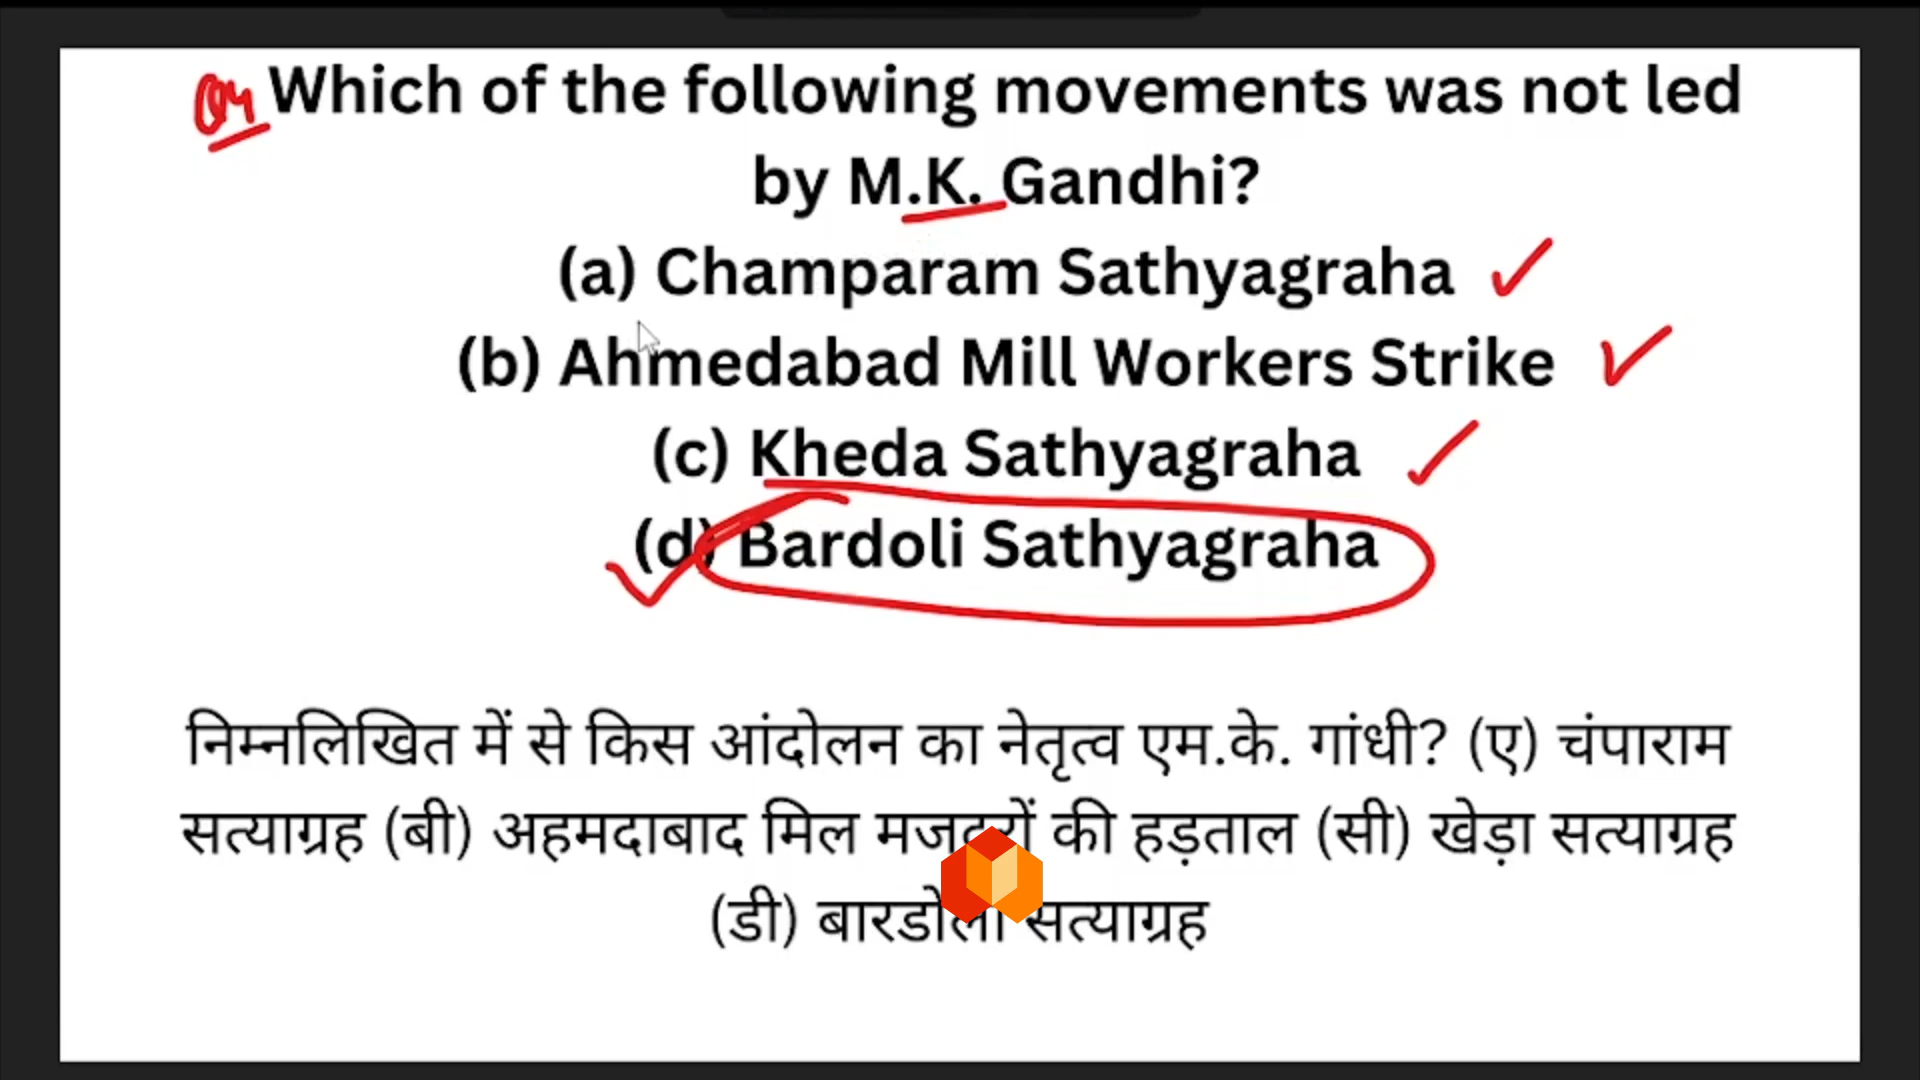 Q4 Which of the following movements was not led
by M.K. Gandhi?
(a) Champaram Sathyagraha
(b) Ahmedabad Mill Workers Strike
(c) Kheda Sathyagraha
(d) Bardoli Sathyagraha
निम्नलिखित में से किस आंदोलन का नेतृत्व एम.के. गांधी? (ए) चंपाराम
सत्याग्रह (बी) अहमदाबाद मिल मजदूरों की हड़ताल (सी) खेड़ा सत्याग्रह
(डी) बारडोली सत्याग्रह